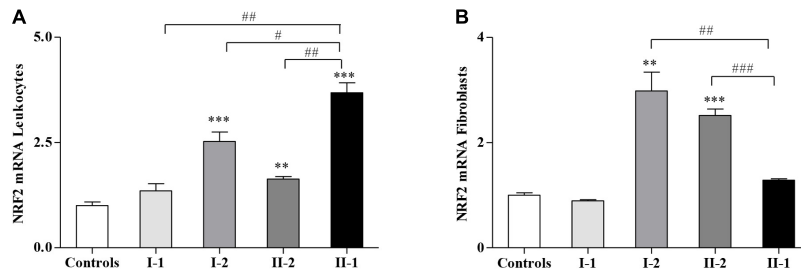 A
NRF2 mRNA Leukocytes
5.0
2.5
0.0
##
#
##
***
***
**
Controls I-1 I-2 II-2 II-1
B
NRF2 mRNA Fibroblasts
4
2
0
##
###
**
***
Controls I-1 I-2 II-2 II-1